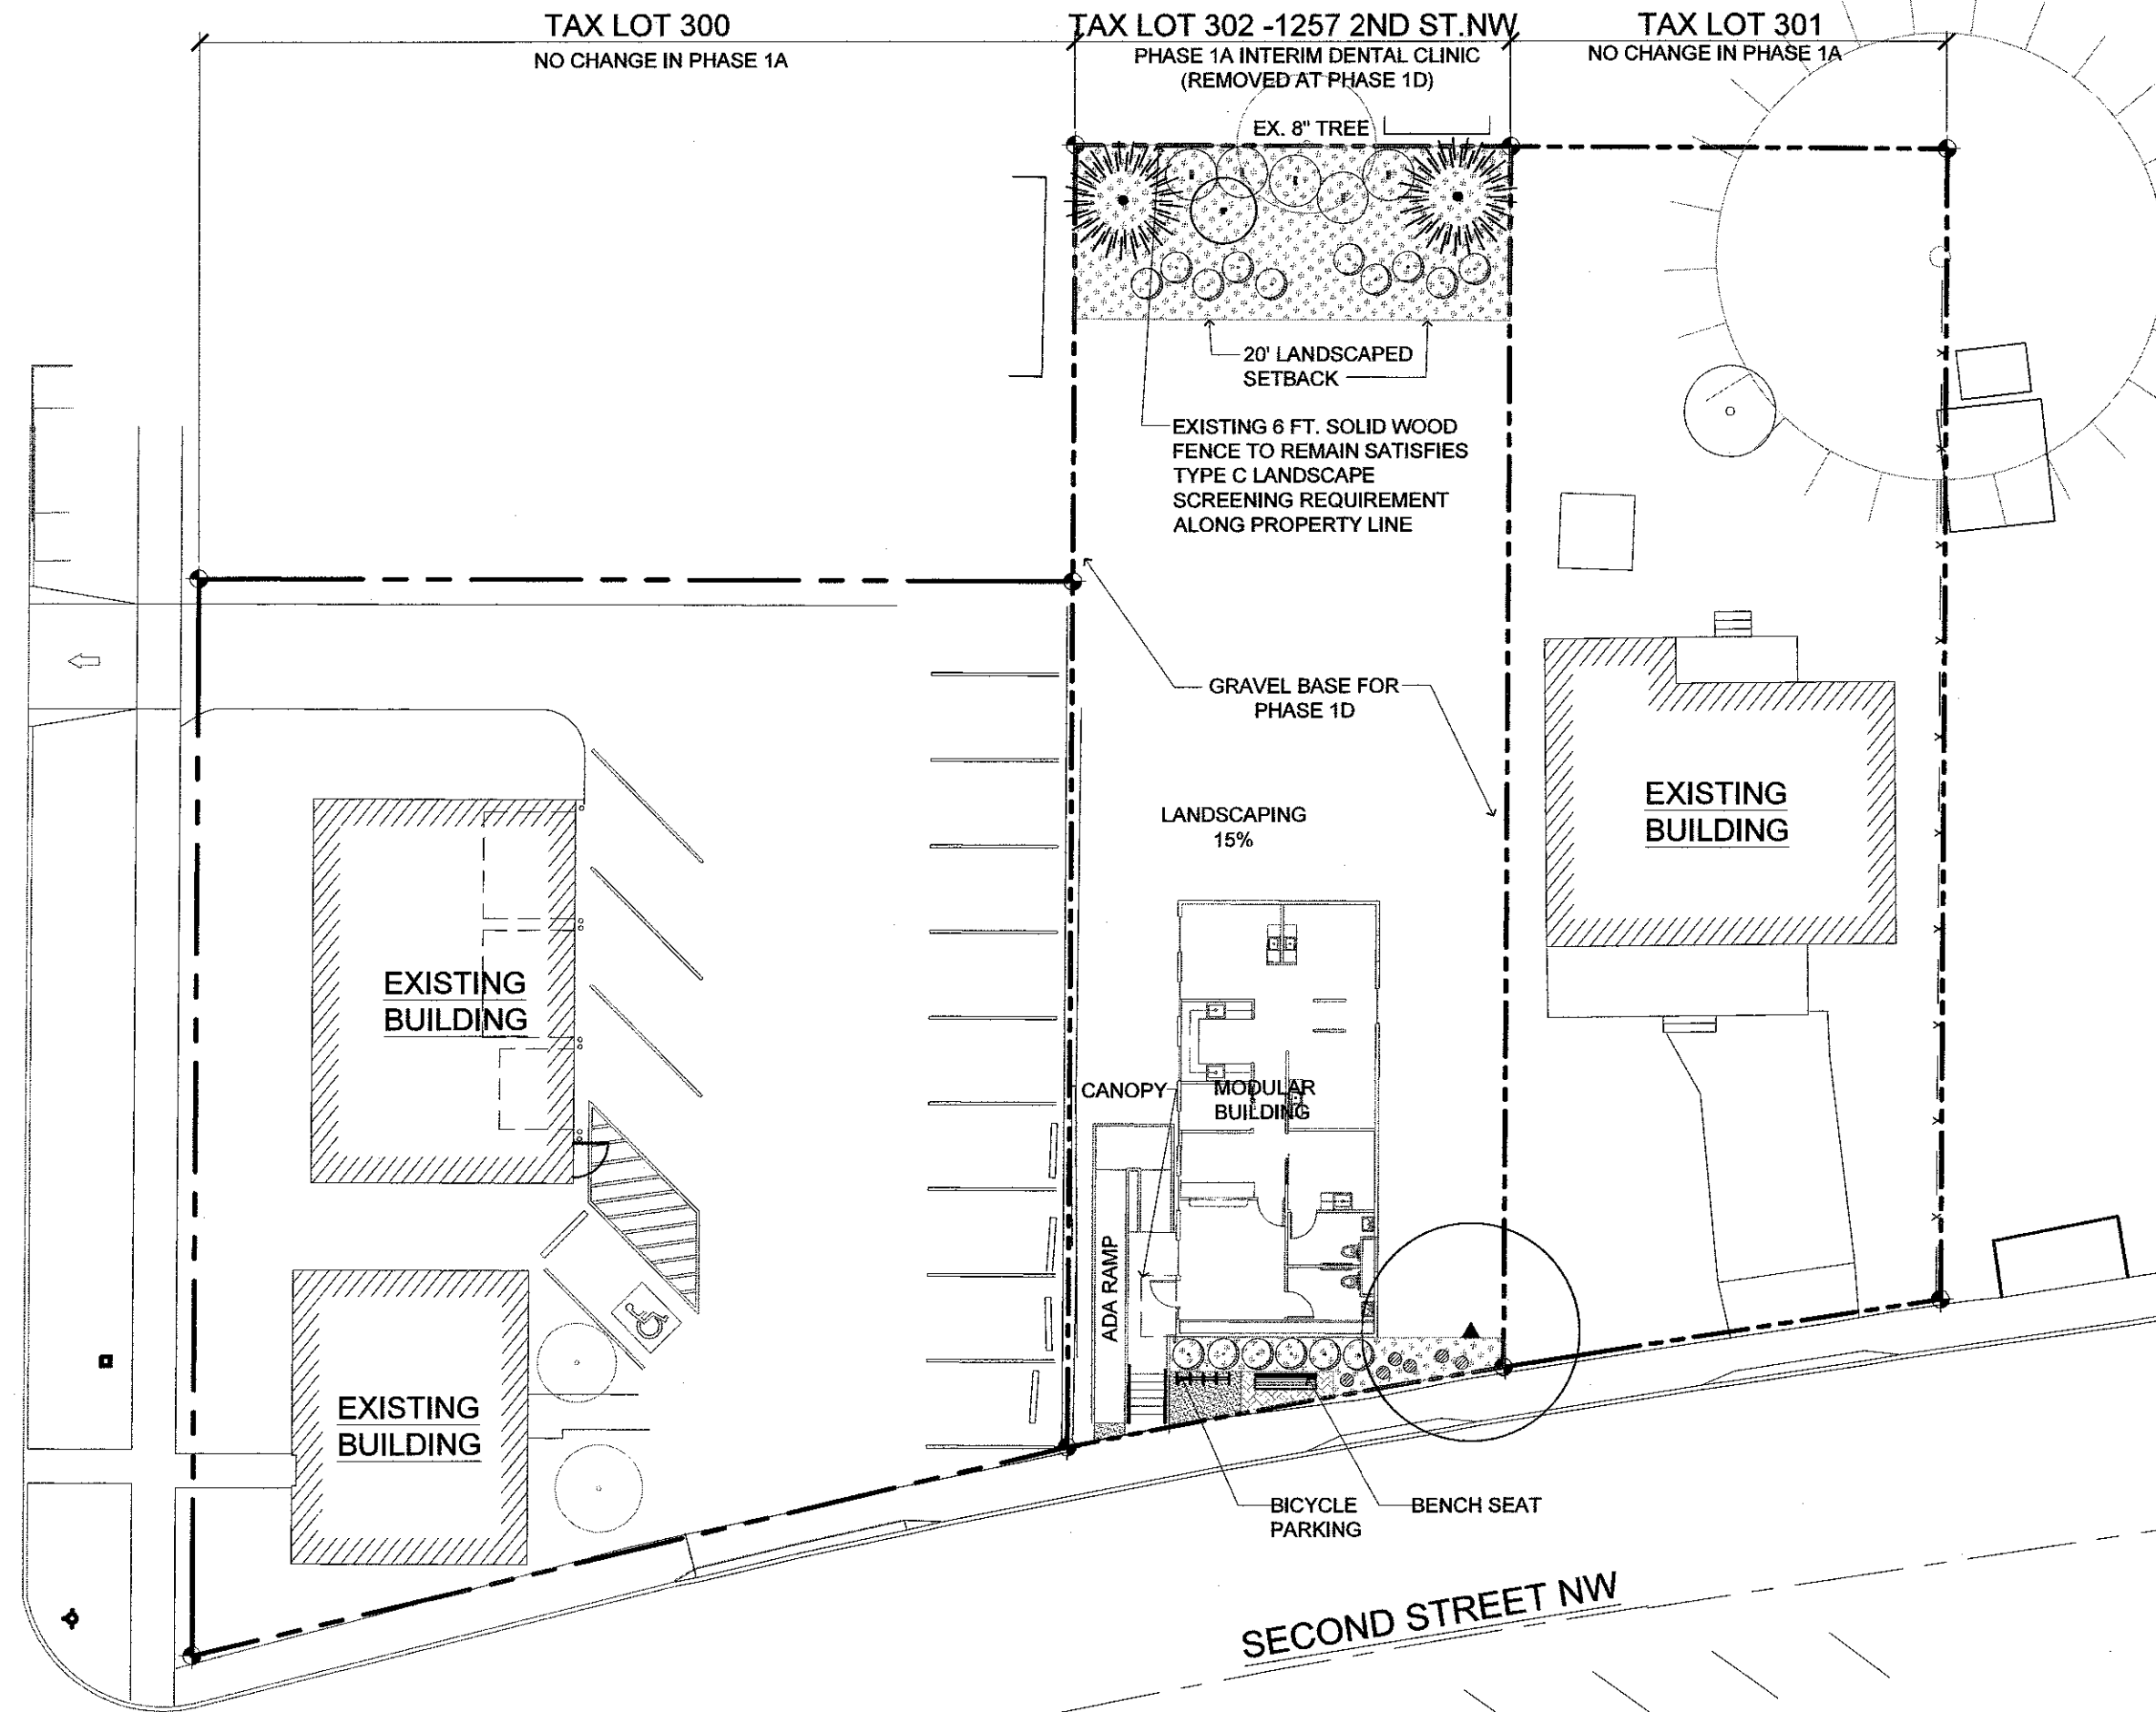 TAX LOT 300
NO CHANGE IN PHASE 1A
TAX LOT 302 -1257 2ND ST.NW
PHASE 1A INTERIM DENTAL CLINIC
(REMOVED AT PHASE 1D)
TAX LOT 301
NO CHANGE IN PHASE 1A
EX. 8" TREE
20' LANDSCAPED
SETBACK
EXISTING 6 FT. SOLID WOOD
FENCE TO REMAIN SATISFIES
TYPE C LANDSCAPE
SCREENING REQUIREMENT
ALONG PROPERTY LINE
GRAVEL BASE FOR
PHASE 1D
LANDSCAPING
15%
EXISTING
BUILDING
EXISTING
BUILDING
CANOPY
MODULAR
BUILDING
ADA RAMP
EXISTING
BUILDING
BICYCLE
PARKING
BENCH SEAT
SECOND STREET NW